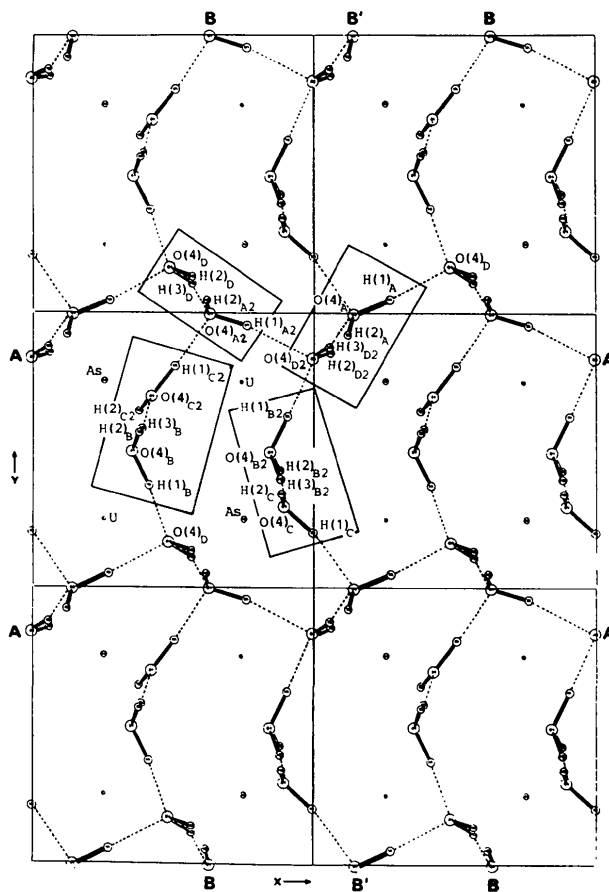 B B' B
O(4)D
H(2)D
H(3)D
H(2)A2
H(1)A2
O(4)A2
H(1)A
O(4)A
O(4)D
H(2)A
H(3)D2
H(2)D2
O(4)D2
A A
As
H(1)C2
U
O(4)C2
H(2)C2
H(2)B
H(3)B
O(4)B
H(1)B
H(1)B2
O(4)B2
H(2)B2
H(3)B2
H(2)C
O(4)C
H(1)C
U
As
O(4)D
Y
A A
B X B' B